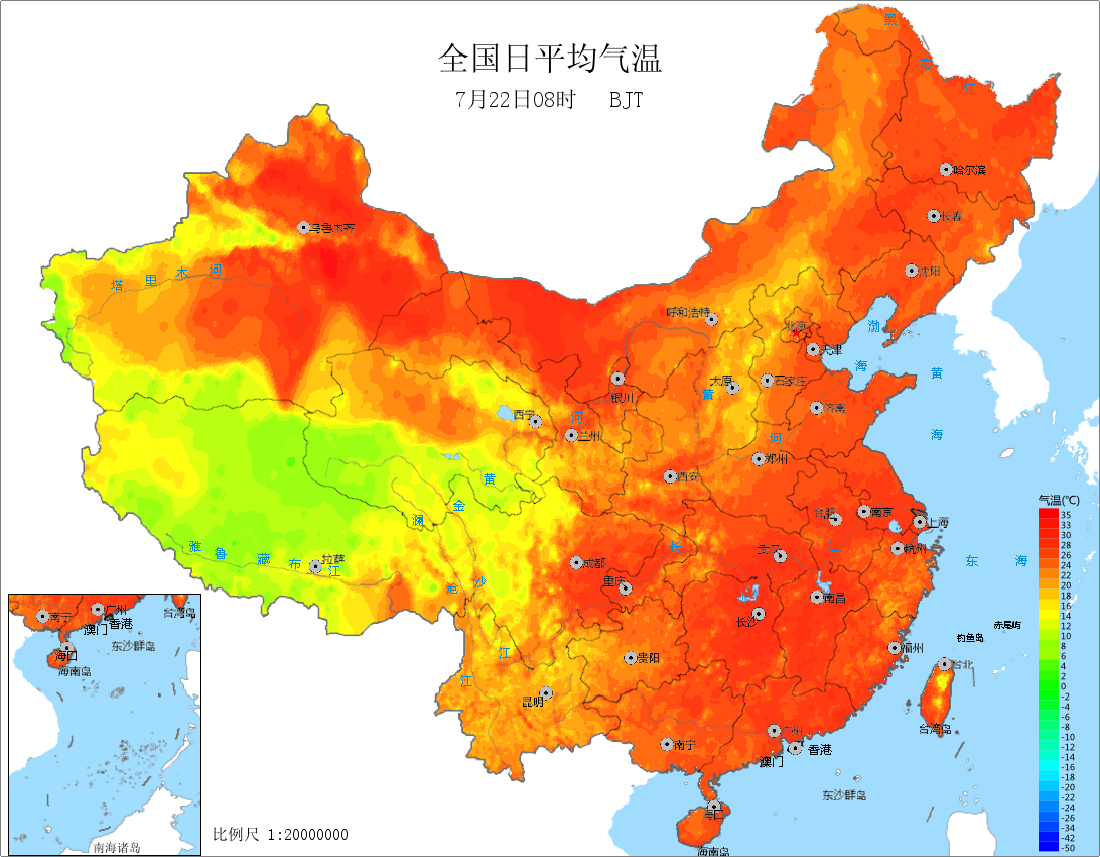 全国日平均气温
7月22日08时 BJT
黑
龙
江
哈尔滨
长春
沈阳
乌鲁木齐
塔
里
木
河
呼和浩特
北京
天津
渤
海
黄
海
银川
太原
石家庄
黄
济南
西宁
兰州
河
河
郑州
西安
黄
金
澜
合肥
南京
上海
杭州
武汉
长
江
东
海
雅
鲁
藏
布
江
拉萨
成都
重庆
沧
沙
南昌
长沙
赤尾屿
钓鱼岛
福州
台北
贵阳
江
江
昆明
台湾岛
南宁
广州
香港
澳门
东沙群岛
海口
海南岛
气温(℃)
35
33
30
28
26
24
22
20
18
16
14
12
10
8
6
4
2
0
-2
-4
-6
-8
-10
-12
-14
-16
-18
-20
-22
-24
-26
-34
-42
-50
南宁
广州
台湾岛
香港
澳门
东沙群岛
海口
海南岛
南海诸岛
比例尺 1:20000000